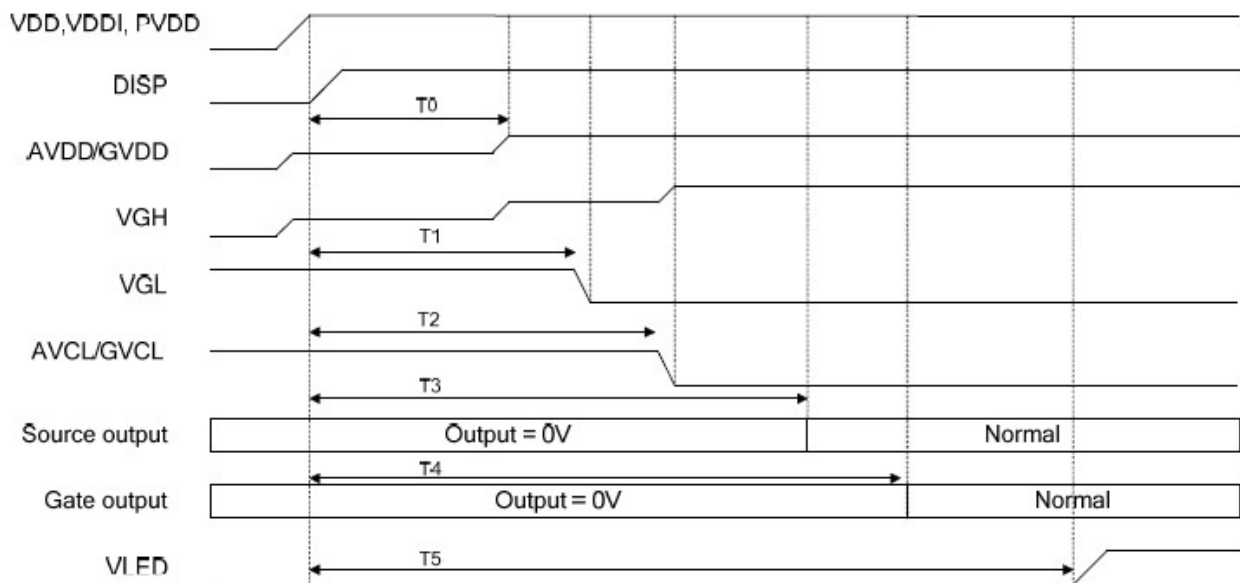 VDD,VDDI, PVDD
DISP
T0
AVDD/GVDD
VGH
T1
VGL
T2
AVCL/GVCL
T3
Source output
Output = 0V
Normal
T4
Gate output
Output = 0V
Normal
T5
VLED